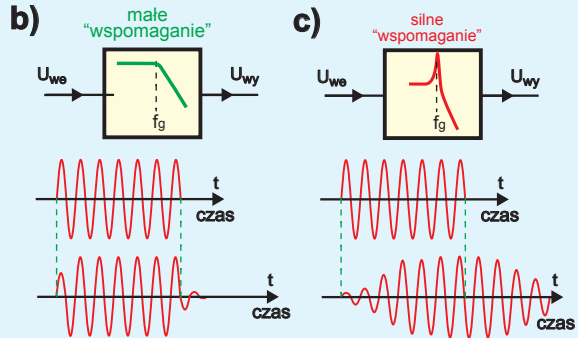 b)
małe
“wspomaganie”
Uwe
Uwy
fg
t
czas
t
czas
c)
silne
“wspomaganie”
Uwe
Uwy
fg
t
czas
t
czas